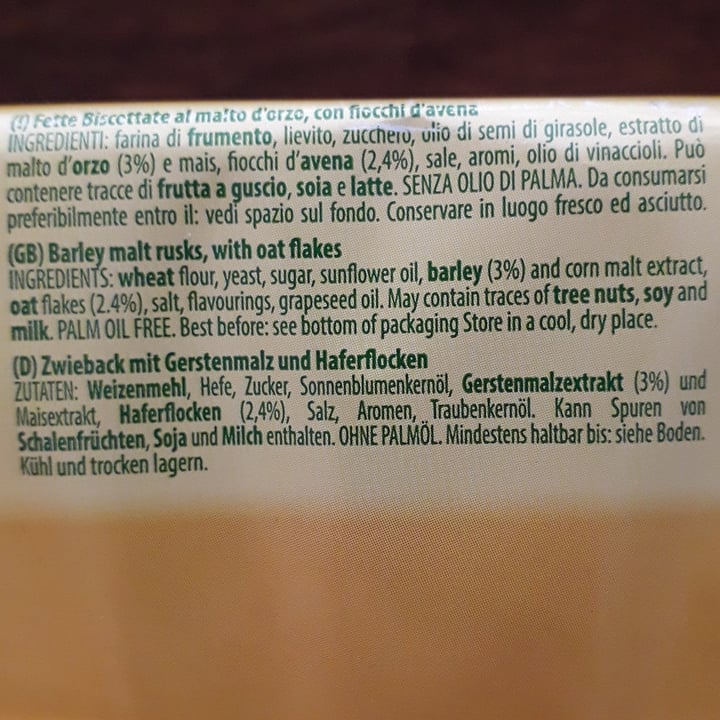 (I) Fette Biscottate al malto d'orzo, con fiocchi d'avena
INGREDIENTI: farina di frumento, lievito, zucchero, olio di semi di girasole, estratto di
malto d'orzo (3%) e mais, fiocchi d'avena (2,4%), sale, aromi, olio di vinaccioli. Può
contenere tracce di frutta a guscio, soia e latte. SENZA OLIO DI PALMA. Da consumarsi
preferibilmente entro il: vedi spazio sul fondo. Conservare in luogo fresco ed asciutto.
(GB) Barley malt rusks, with oat flakes
INGREDIENTS: wheat flour, yeast, sugar, sunflower oil, barley (3%) and corn malt extract,
oat flakes (2.4%), salt, flavourings, grapeseed oil. May contain traces of tree nuts, soy and
milk. PALM OIL FREE. Best before: see bottom of packaging Store in a cool, dry place.
(D) Zwieback mit Gerstenmalz und Haferflocken
ZUTATEN: Weizenmehl, Hefe, Zucker, Sonnenblumenkernöl, Gerstenmalzextrakt (3%) und
Maisextrakt, Haferflocken (2,4%), Salz, Aromen, Traubenkernöl. Kann Spuren von
Schalenfrüchten, Soja und Milch enthalten. OHNE PALMÖL. Mindestens haltbar bis: siehe Boden.
Kühl und trocken lagern.